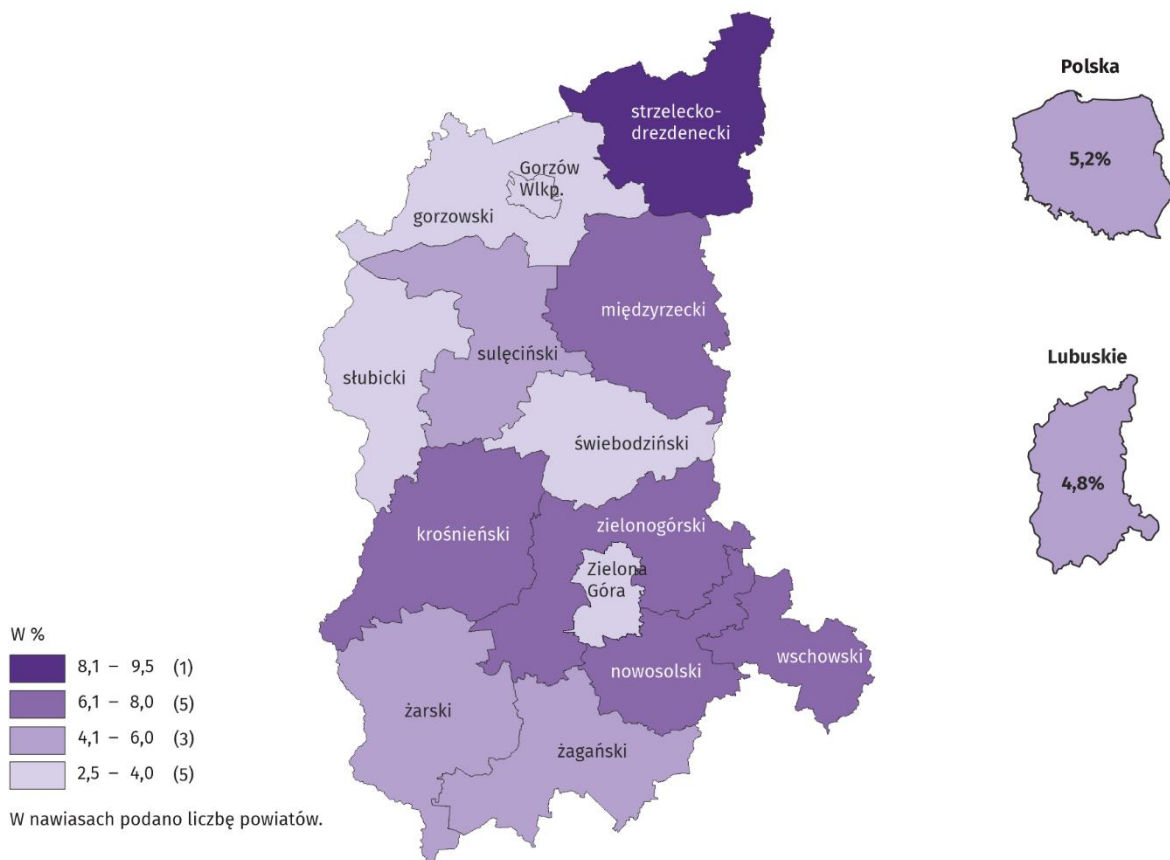 strzelecko-
drezdenecki
Gorzów
Wlkp.
gorzowski
międzyrzecki
sulęciński
słubicki
świebodziński
krośnieński
zielonogórski
Zielona
Góra
nowosolski
wschowski
żarski
żagański
Polska
5,2%
Lubuskie
4,8%
W %
8,1 – 9,5 (1)
6,1 – 8,0 (5)
4,1 – 6,0 (3)
2,5 – 4,0 (5)
W nawiasach podano liczbę powiatów.